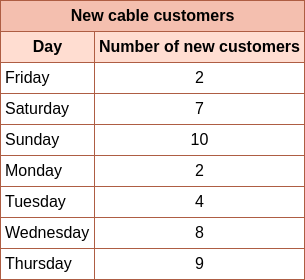 New cable customers
Day Number of new customers
Friday 2
Saturday 7
Sunday 10
Monday 2
Tuesday 4
Wednesday 8
Thursday 9